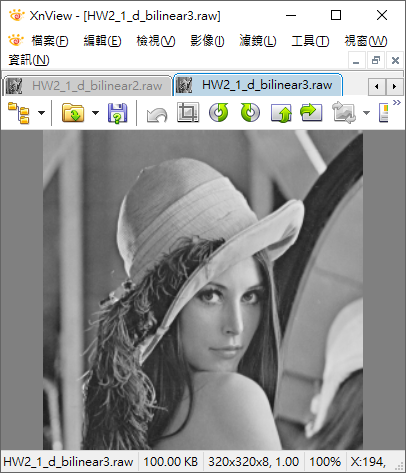 XnView - [HW2_1_d_bilinear3.raw]
檔案(F) 編輯(E) 檢視(V) 影像(I) 濾鏡(L) 工具(T) 視窗(W)
資訊(N)
HW2_1_d_bilinear2.raw HW2_1_d_bilinear3.raw
HW2_1_d_bilinear3.raw 100.00 KB 320x320x8, 1.00 100% X:194,